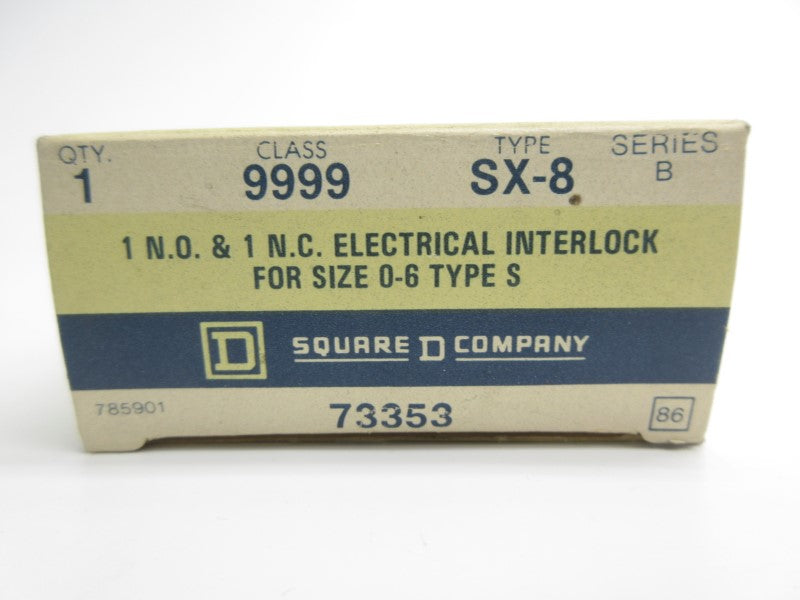 QTY. CLASS TYPE SERIES
1 9999 SX-8 B
1 N.O. & 1 N.C. ELECTRICAL INTERLOCK
FOR SIZE 0-6 TYPE S
D SQUARE D COMPANY
785901 73353 86